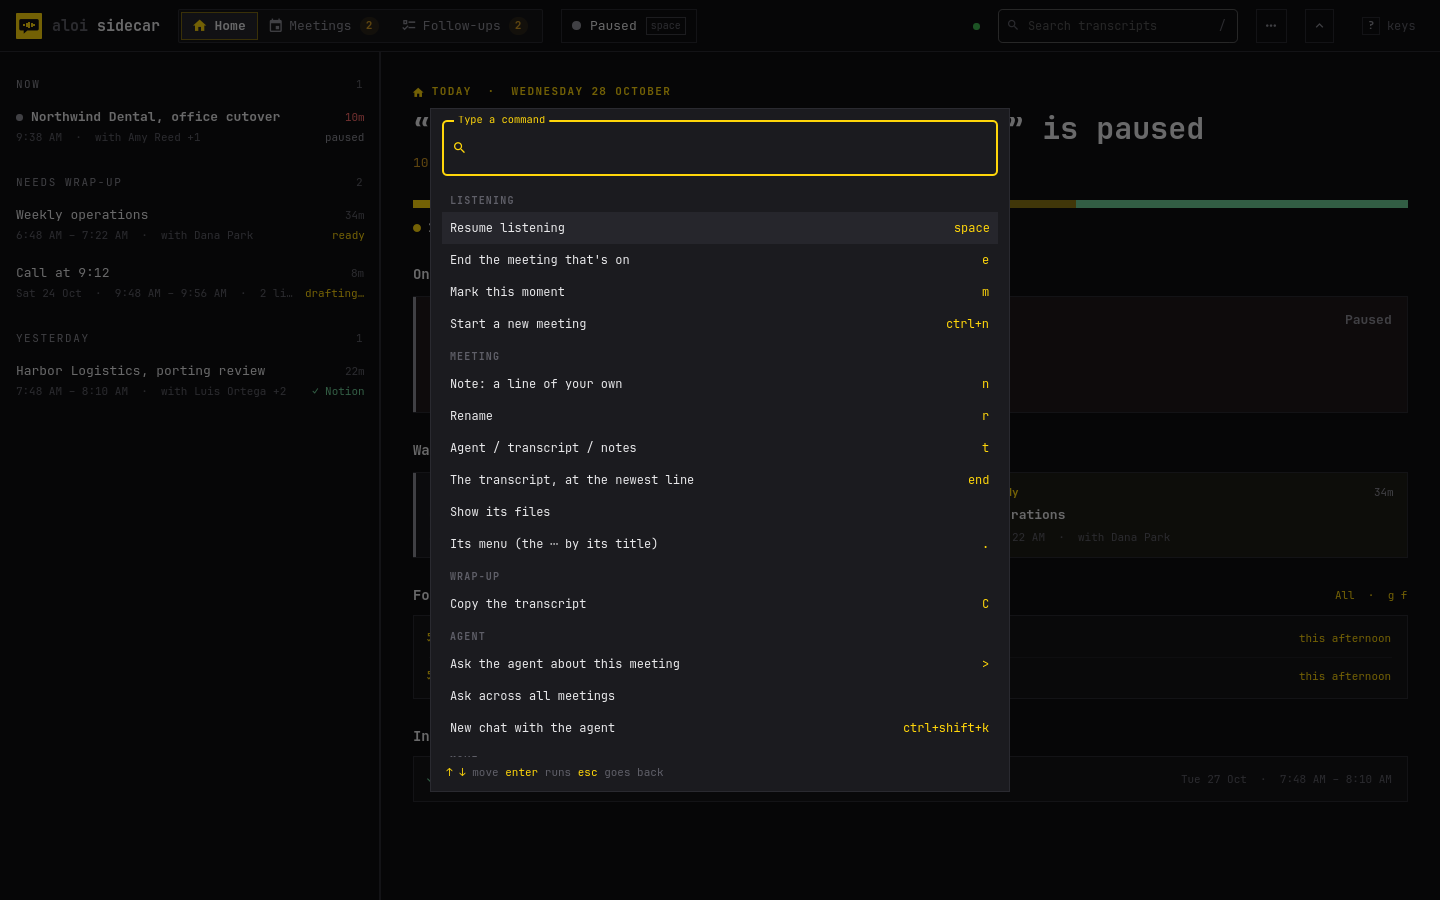 aloi sidecar Home Meetings 2 Follow-ups 2 Paused space Search transcripts / ⋯ ? keys
NOW 1
Northwind Dental, office cutover 10m
9:38 AM · with Amy Reed +1 paused
NEEDS WRAP-UP 2
Weekly operations 34m
6:48 AM – 7:22 AM · with Dana Park ready
Call at 9:12 8m
Sat 24 Oct · 9:48 AM – 9:56 AM · 2 li… drafting…
YESTERDAY 1
Harbor Logistics, porting review 22m
7:48 AM – 8:10 AM · with Luis Ortega +2 ✓ Notion
TODAY · WEDNESDAY 28 OCTOBER
“ ” is paused
10
Type a command
LISTENING
Resume listening space
End the meeting that's on e
Mark this moment m
Start a new meeting ctrl+n
MEETING
Note: a line of your own n
Rename r
Agent / transcript / notes t
The transcript, at the newest line end
Show its files
Its menu (the ⋯ by its title) .
WRAP-UP
Copy the transcript C
AGENT
Ask the agent about this meeting >
Ask across all meetings
New chat with the agent ctrl+shift+k
↑ ↓ move enter runs esc goes back
On
Paused
Wa
34m
rations
22 AM · with Dana Park
Fo
All · g f
this afternoon
this afternoon
In
Tue 27 Oct · 7:48 AM – 8:10 AM